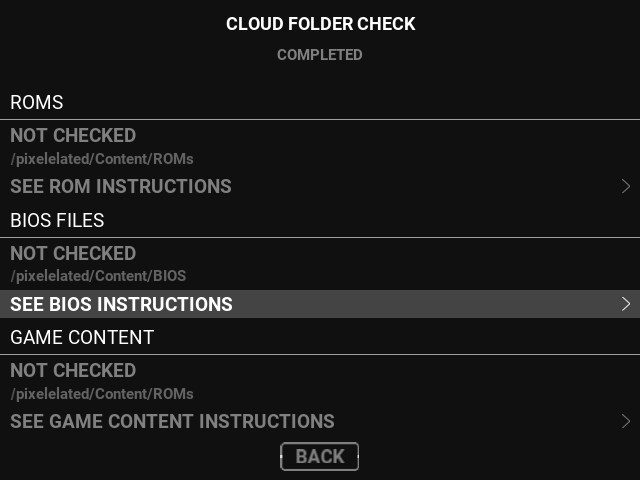 CLOUD FOLDER CHECK
COMPLETED
ROMS
NOT CHECKED
/pixelelated/Content/ROMs
SEE ROM INSTRUCTIONS
BIOS FILES
NOT CHECKED
/pixelelated/Content/BIOS
SEE BIOS INSTRUCTIONS
GAME CONTENT
NOT CHECKED
/pixelelated/Content/ROMs
SEE GAME CONTENT INSTRUCTIONS
BACK